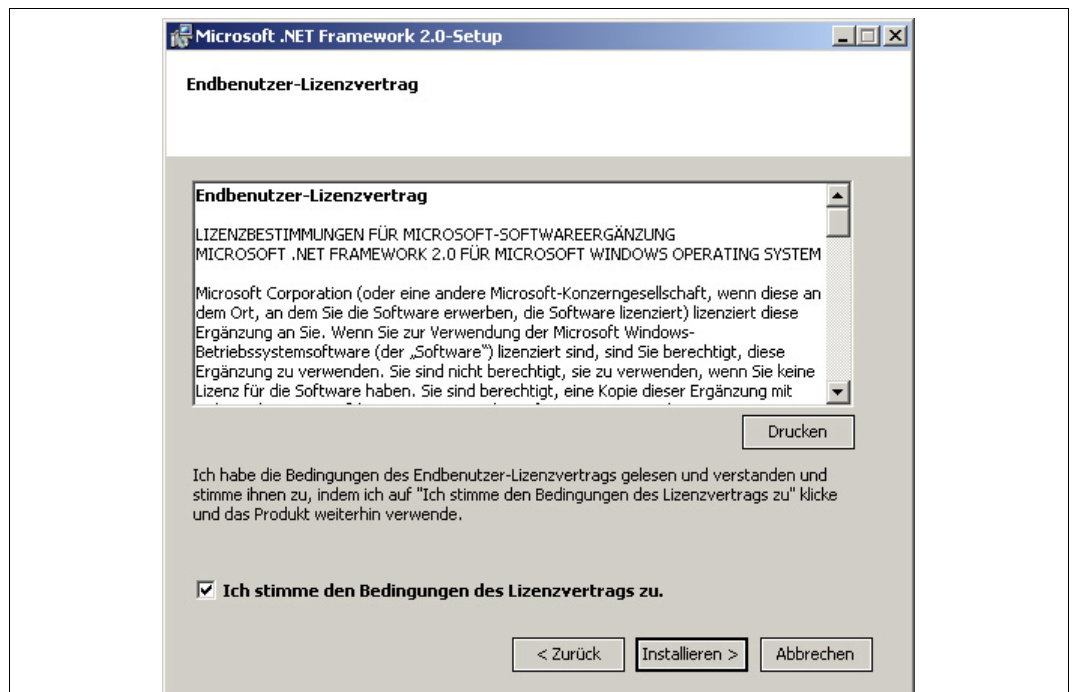 Microsoft .NET Framework 2.0-Setup
Endbenutzer-Lizenzvertrag
Endbenutzer-Lizenzvertrag
LIZENZBESTIMMUNGEN FÜR MICROSOFT-SOFTWAREERGÄNZUNG
MICROSOFT .NET FRAMEWORK 2.0 FÜR MICROSOFT WINDOWS OPERATING SYSTEM
Microsoft Corporation (oder eine andere Microsoft-Konzerngesellschaft, wenn diese an
dem Ort, an dem Sie die Software erwerben, die Software lizenziert) lizenziert diese
Ergänzung an Sie. Wenn Sie zur Verwendung der Microsoft Windows-
Betriebssystemsoftware (der „Software“) lizenziert sind, sind Sie berechtigt, diese
Ergänzung zu verwenden. Sie sind nicht berechtigt, sie zu verwenden, wenn Sie keine
Lizenz für die Software haben. Sie sind berechtigt, eine Kopie dieser Ergänzung mit
Drucken
Ich habe die Bedingungen des Endbenutzer-Lizenzvertrags gelesen und verstanden und
stimme ihnen zu, indem ich auf "Ich stimme den Bedingungen des Lizenzvertrags zu" klicke
und das Produkt weiterhin verwende.
Ich stimme den Bedingungen des Lizenzvertrags zu.
< Zurück
Installieren >
Abbrechen